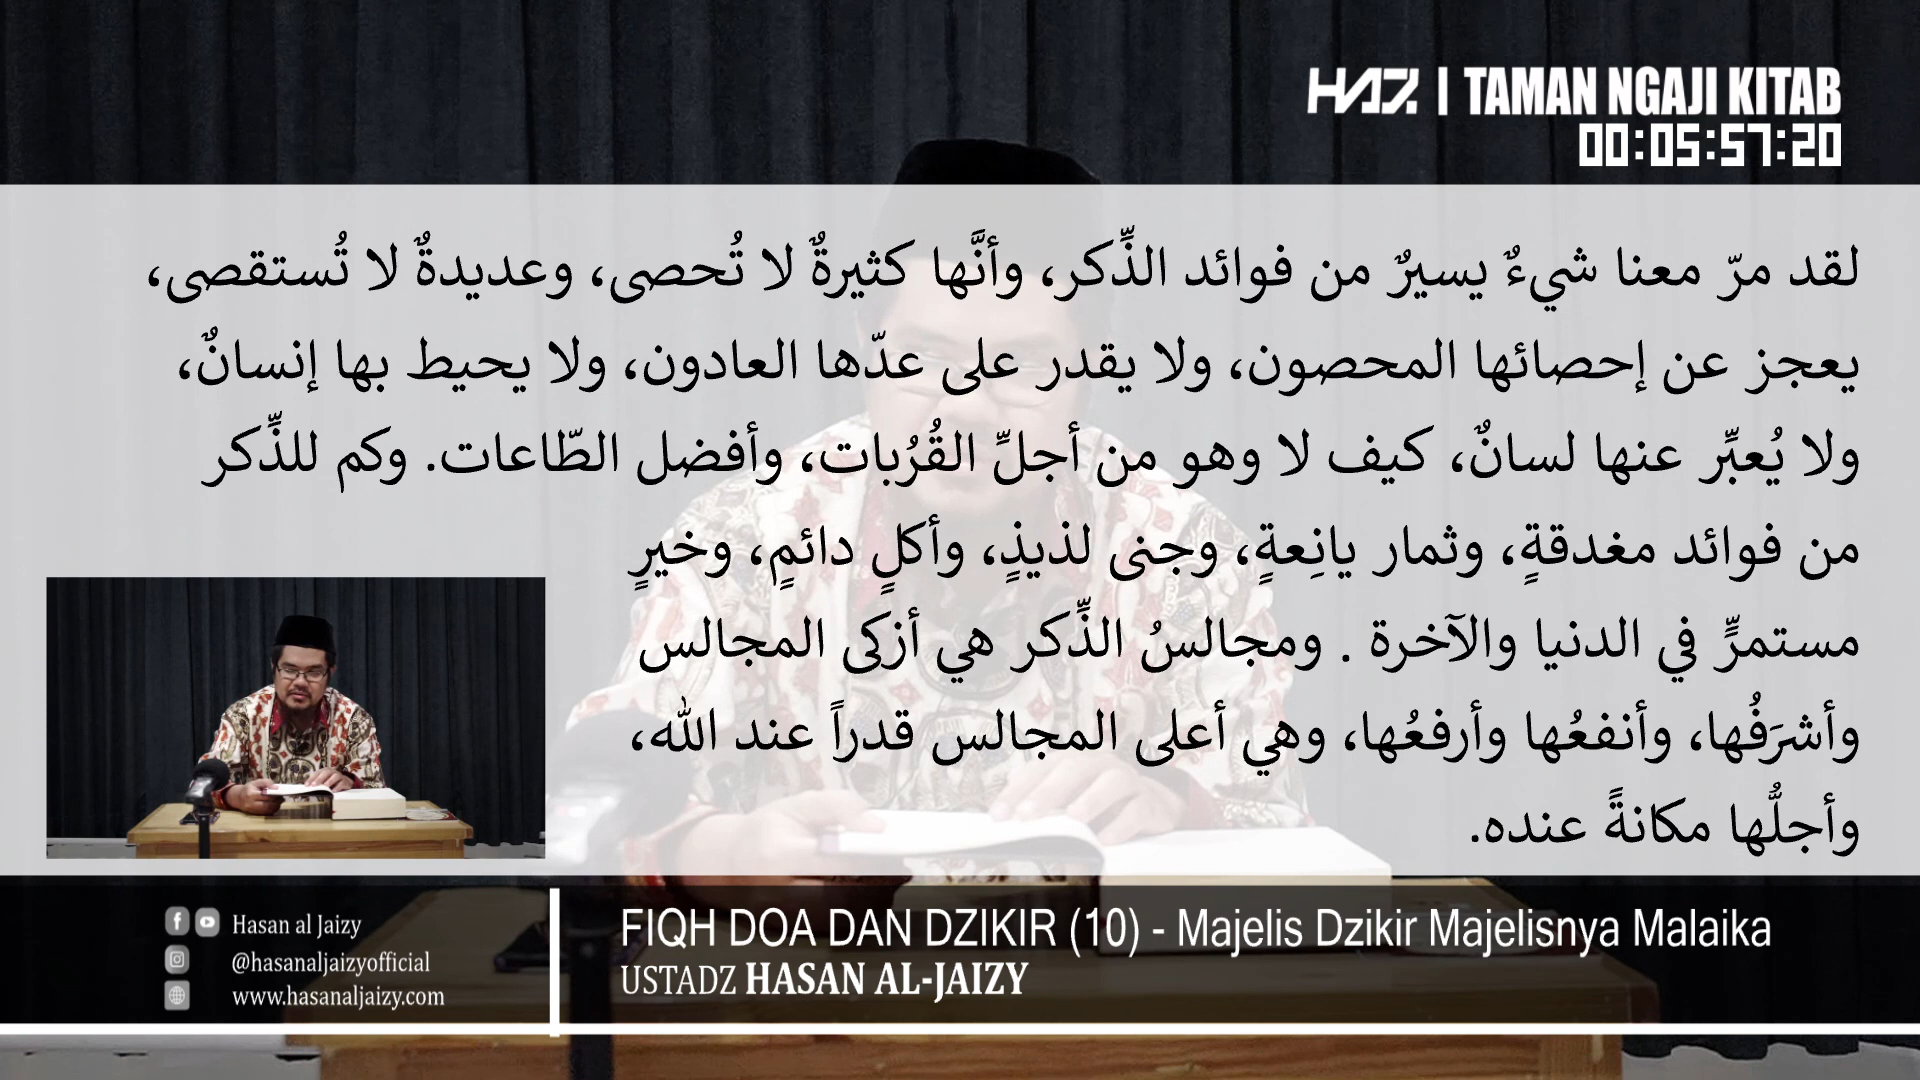 HAZ. | TAMAN NGAJI KITAB
00:05:57:20
لقد مرّ معنا شيءٌ يسيرٌ من فوائد الذِّكر، وأنَّها كثيرةٌ لا تُحصى، وعديدةٌ لا تُستقصى،
يعجز عن إحصائها المحصون، ولا يقدر على عدّها العادون، ولا يحيط بها إنسانٌ،
ولا يُعبِّر عنها لسانٌ، كيف لا وهو من أجلِّ القُرُبات، وأفضل الطّاعات. وكم للذِّكر
من فوائد مغدقةٍ، وثمار يانِعةٍ، وجنى لذيذٍ، وأكلٍ دائمٍ، وخيرٍ
مستمرٍّ في الدنيا والآخرة . ومجالسُ الذِّكر هي أزكى المجالس
وأشرَفُها، وأنفعُها وأرفعُها، وهي أعلى المجالس قدراً عند الله،
وأجلُّها مكانةً عنده.
Hasan al Jaizy
@hasanaljaizyofficial
www.hasanaljaizy.com
FIQH DOA DAN DZIKIR (10) - Majelis Dzikir Majelisnya Malaika
USTADZ HASAN AL-JAIZY